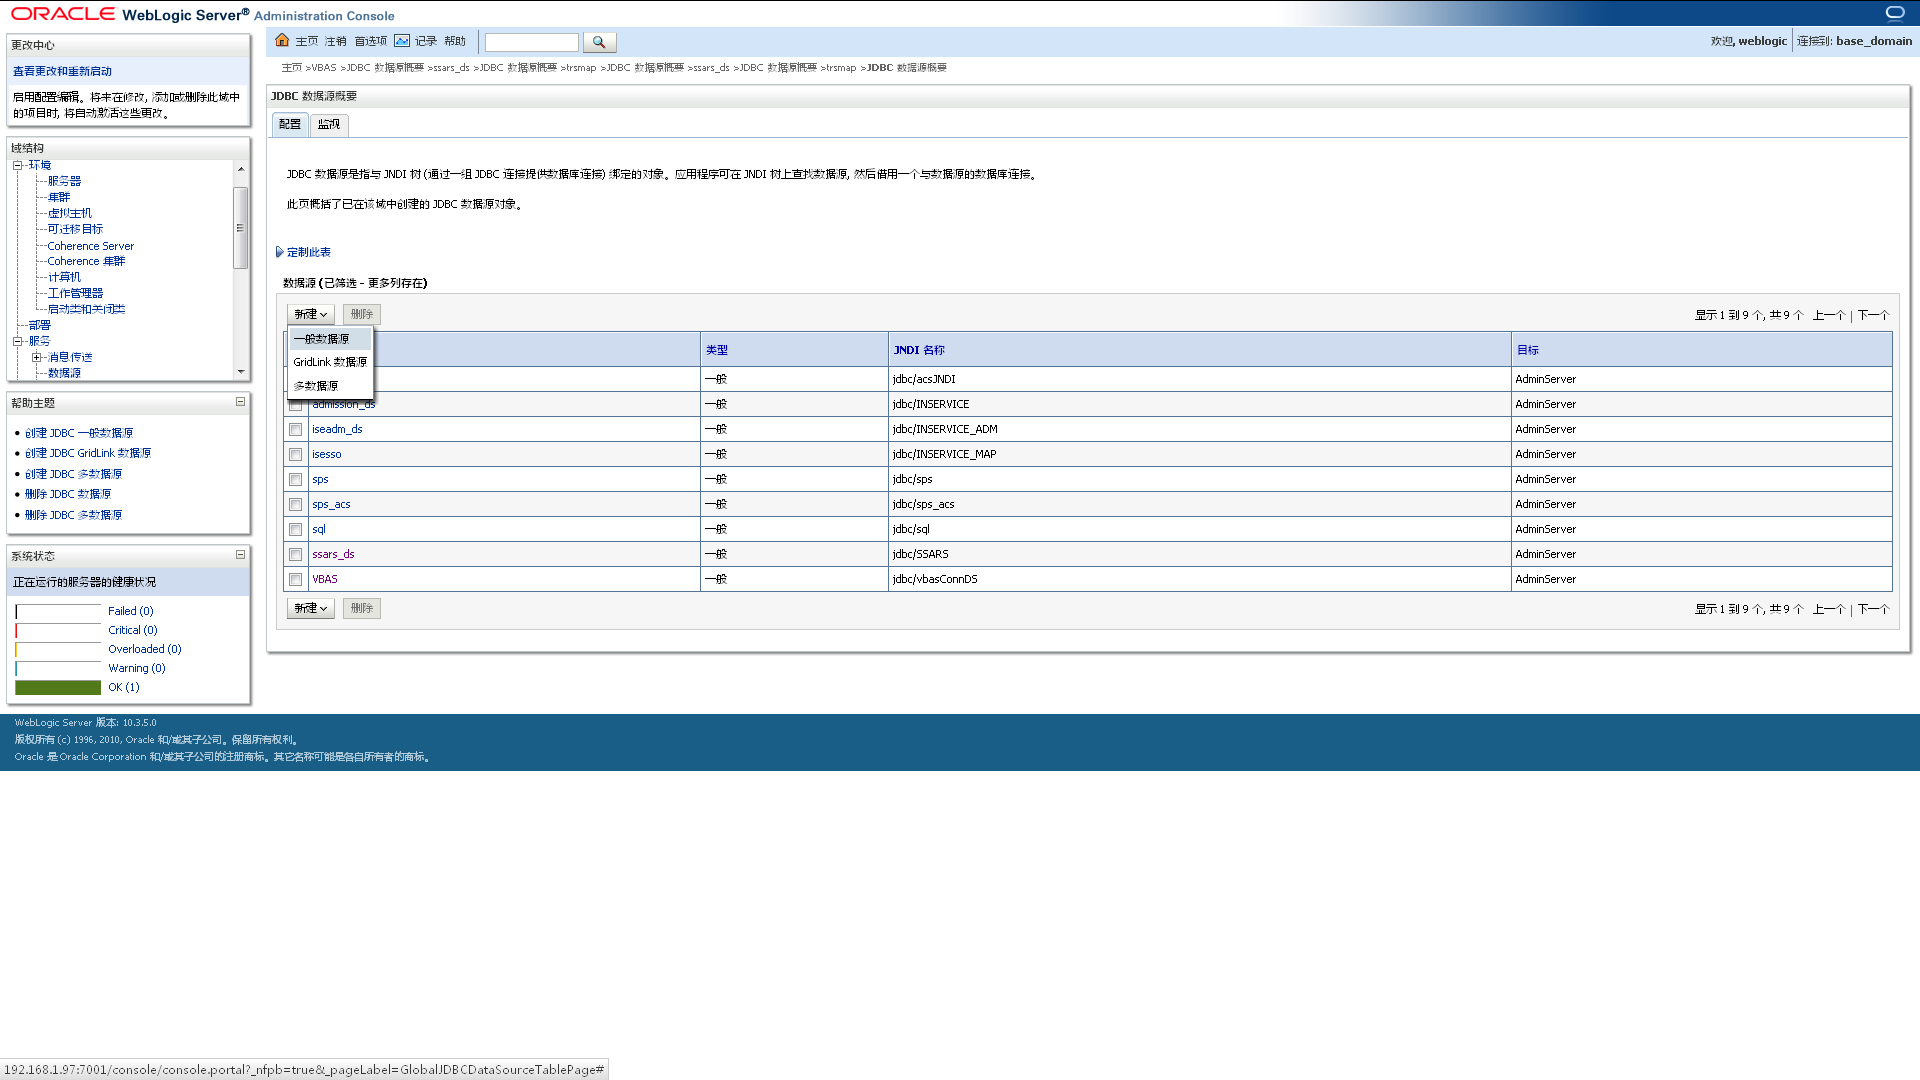 ORACLE WebLogic Server® Administration Console
更改中心
查看更改和重新启动
启用配置编辑。将来在修改, 添加或删除此域中
的项目时, 将自动激活这些更改。
域结构
环境
服务器
集群
虚拟主机
可迁移目标
Coherence Server
Coherence 集群
计算机
工作管理器
启动类和关闭类
部署
服务
消息传送
数据源
帮助主题
创建 JDBC 一般数据源
创建 JDBC GridLink 数据源
创建 JDBC 多数据源
删除 JDBC 数据源
删除 JDBC 多数据源
系统状态
正在运行的服务器的健康状况
Failed (0)
Critical (0)
Overloaded (0)
Warning (0)
OK (1)
主页 注销 首选项 记录 帮助
欢迎, weblogic 连接到: base_domain
主页 >VBAS >JDBC 数据源概要 >ssars_ds >JDBC 数据源概要 >trsmap >JDBC 数据源概要 >ssars_ds >JDBC 数据源概要 >trsmap >JDBC 数据源概要
JDBC 数据源概要
配置 监视
JDBC 数据源是指与 JNDI 树 (通过一组 JDBC 连接提供数据库连接) 绑定的对象。应用程序可在 JNDI 树上查找数据源, 然后借用一个与数据源的数据库连接。
此页概括了已在该域中创建的 JDBC 数据源对象。
定制此表
数据源 (已筛选 - 更多列存在)
新建 删除 显示 1 到 9 个, 共 9 个 上一个 | 下一个
一般数据源
GridLink 数据源
多数据源
类型 JNDI 名称 目标
一般 jdbc/acsJNDI AdminServer
admission_ds 一般 jdbc/INSERVICE AdminServer
iseadm_ds 一般 jdbc/INSERVICE_ADM AdminServer
isesso 一般 jdbc/INSERVICE_MAP AdminServer
sps 一般 jdbc/sps AdminServer
sps_acs 一般 jdbc/sps_acs AdminServer
sql 一般 jdbc/sql AdminServer
ssars_ds 一般 jdbc/SSARS AdminServer
VBAS 一般 jdbc/vbasConnDS AdminServer
新建 删除 显示 1 到 9 个, 共 9 个 上一个 | 下一个
WebLogic Server 版本: 10.3.5.0
版权所有 (c) 1996, 2010, Oracle 和/或其子公司。保留所有权利。
Oracle 是 Oracle Corporation 和/或其子公司的注册商标。其它名称可能是各自所有者的商标。
192.168.1.97:7001/console/console.portal?_nfpb=true&_pageLabel=GlobalJDBCDataSourceTablePage#